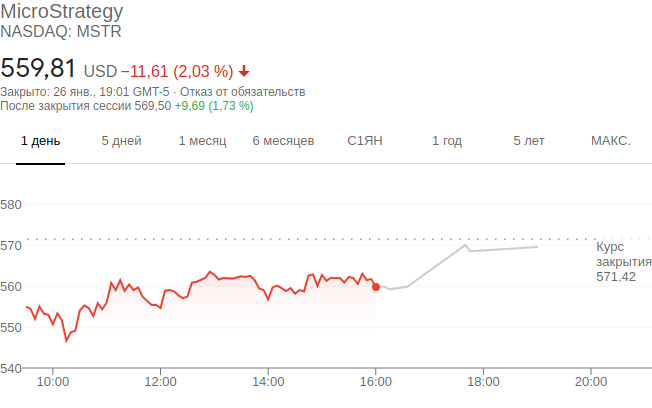 MicroStrategy
NASDAQ: MSTR
559,81 USD −11,61 (2,03 %)
Закрыто: 26 янв., 19:01 GMT-5 · Отказ от обязательств
После закрытия сессии 569,50 +9,69 (1,73 %)
1 день 5 дней 1 месяц 6 месяцев С1ЯН 1 год 5 лет МАКС.
580
570
Курс
закрытия
571,42
560
550
540
10:00 12:00 14:00 16:00 18:00 20:00